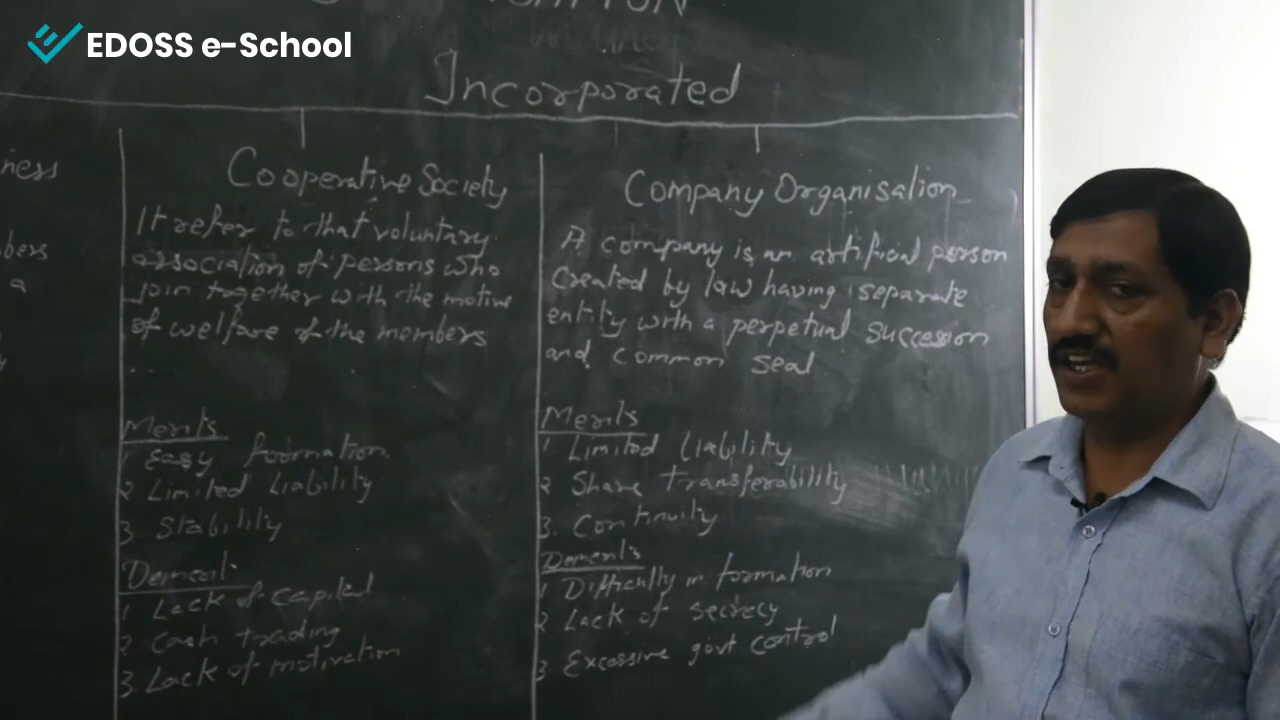 EDOSS e-School
Incorporated
ness
Cooperative Society
It refer to that voluntary
association of persons who
Join together with the motive
of welfare of the members
..
Merits
1 Easy formation
2 Limited Liability
3. Stability
Demerit
1 Lack of capital
2 Cash trading
3. Lack of motivation
Company Organisation
A company is an artificial person
Created by law having separate
entity with a perpetual succession
and common seal
Merits
1 Limited Liability
2 Share transferability
3. Continuity
Demerits
1 Difficulty in formation
2 Lack of secrecy
3 Excessive govt control
bers
a